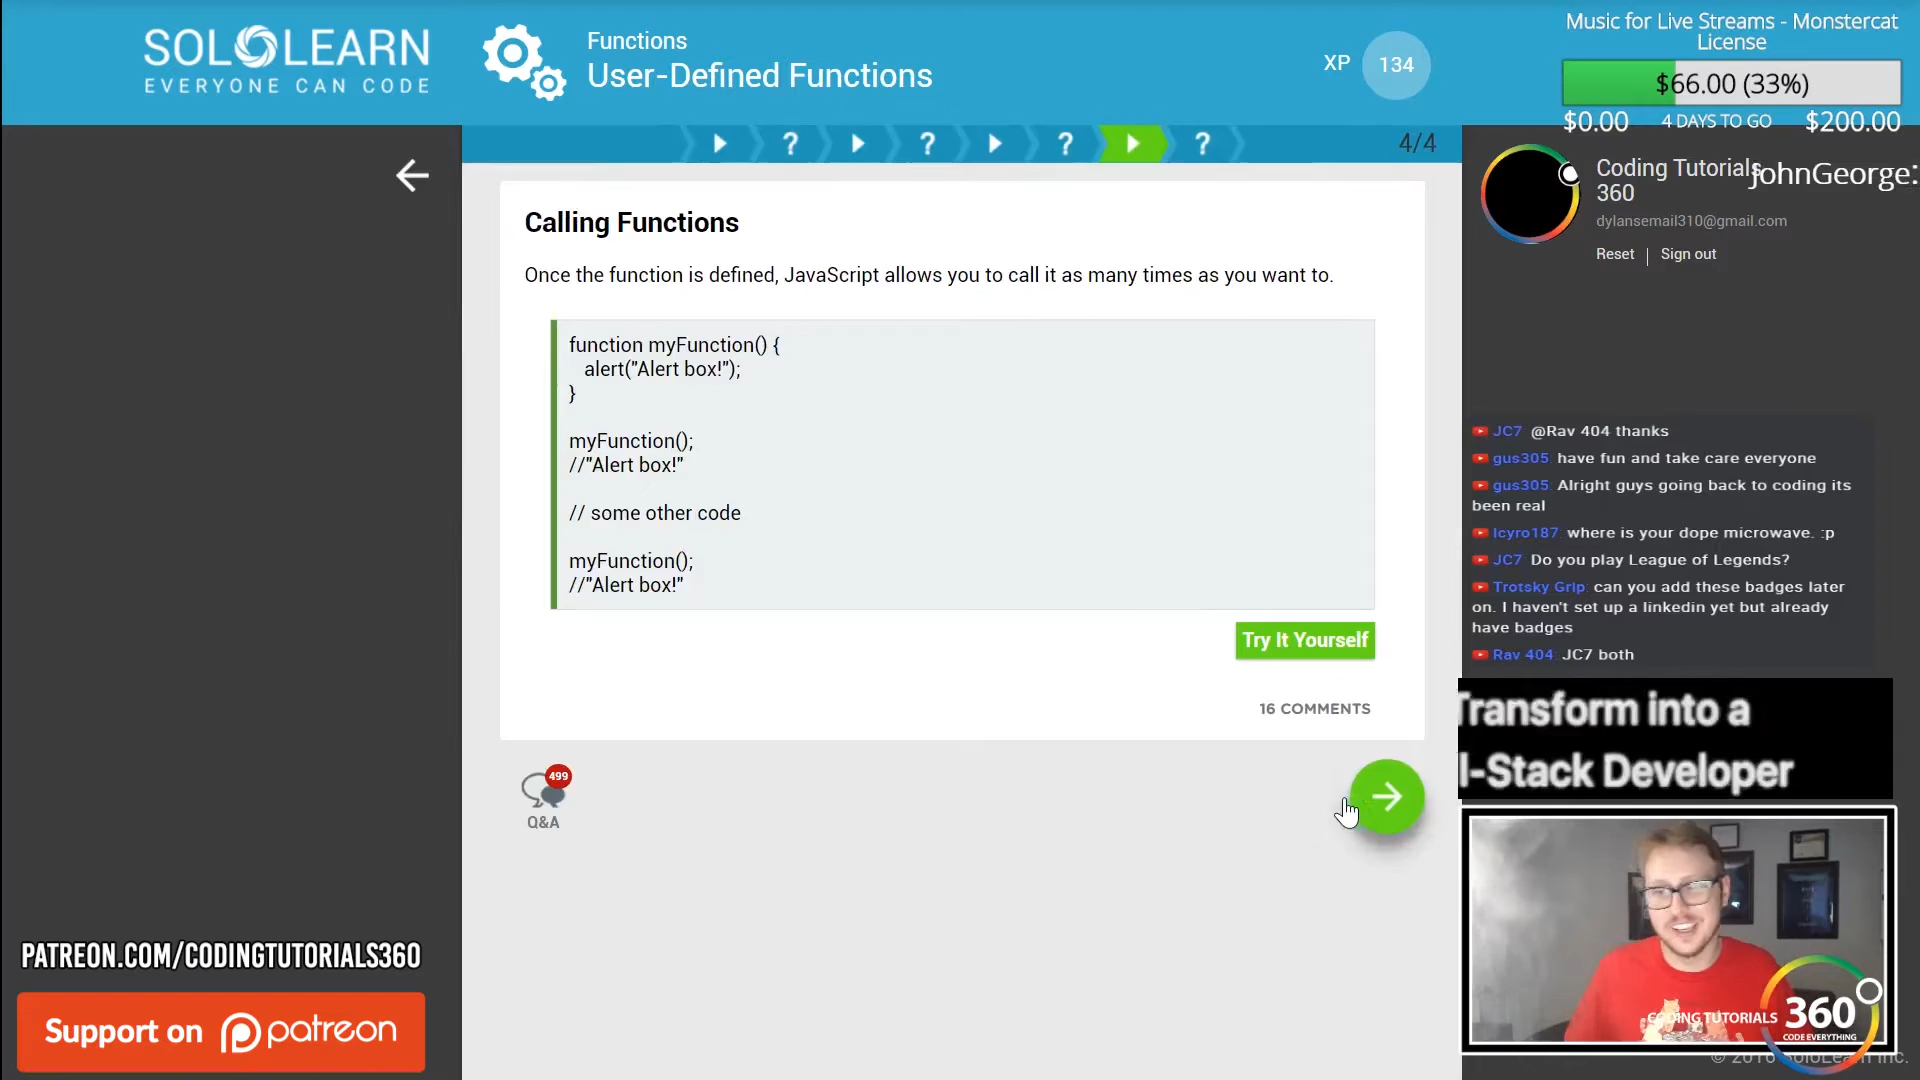 SOLOLEARN
EVERYONE CAN CODE
Functions
User-Defined Functions
XP 134
Music for Live Streams - Monstercat
License
$66.00 (33%)
$0.00 4 DAYS TO GO $200.00
? ? ? ? 4/4
Coding Tutorials
360
JohnGeorge:
dylansemail310@gmail.com
Reset | Sign out
Calling Functions
Once the function is defined, JavaScript allows you to call it as many times as you want to.
function myFunction() {
alert("Alert box!");
}
myFunction();
//"Alert box!"
// some other code
myFunction();
//"Alert box!"
Try It Yourself
16 COMMENTS
499
Q&A
JC7 @Rav 404 thanks
gus305: have fun and take care everyone
gus305: Alright guys going back to coding its
been real
Icyro187: where is your dope microwave. :p
JC7 Do you play League of Legends?
Trotsky Grip: can you add these badges later
on. I haven't set up a linkedin yet but already
have badges
Rav 404: JC7 both
Transform into a
l-Stack Developer
PATREON.COM/CODINGTUTORIALS360
Support on patreon
CODING TUTORIALS 360
CODE EVERYTHING
© 2016 SoloLearn Inc.